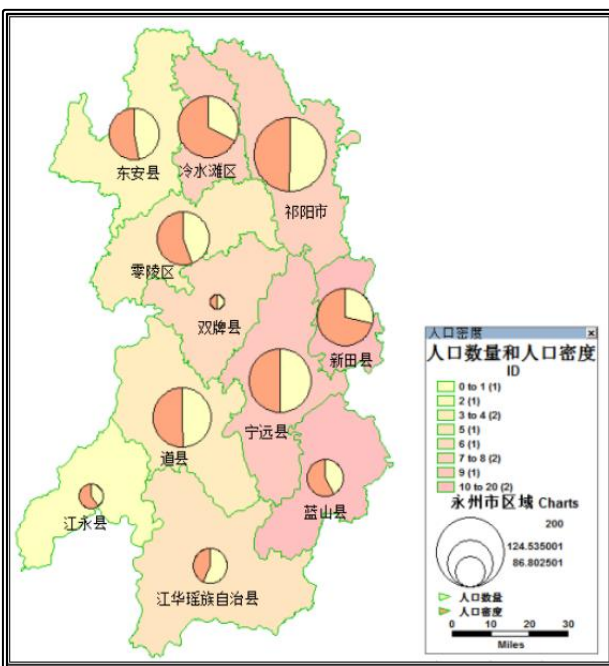 东安县
冷水滩区
祁阳市
零陵区
双牌县
新田县
道县
宁远县
江永县
蓝山县
江华瑶族自治县
人口密度
人口数量和人口密度
ID
0 to 1 (1)
2 (1)
3 to 4 (2)
5 (1)
6 (1)
7 to 8 (2)
9 (1)
10 to 20 (2)
永州市区域 Charts
200
124.535001
86.802501
人口数量
人口密度
0 10 20 30
Miles